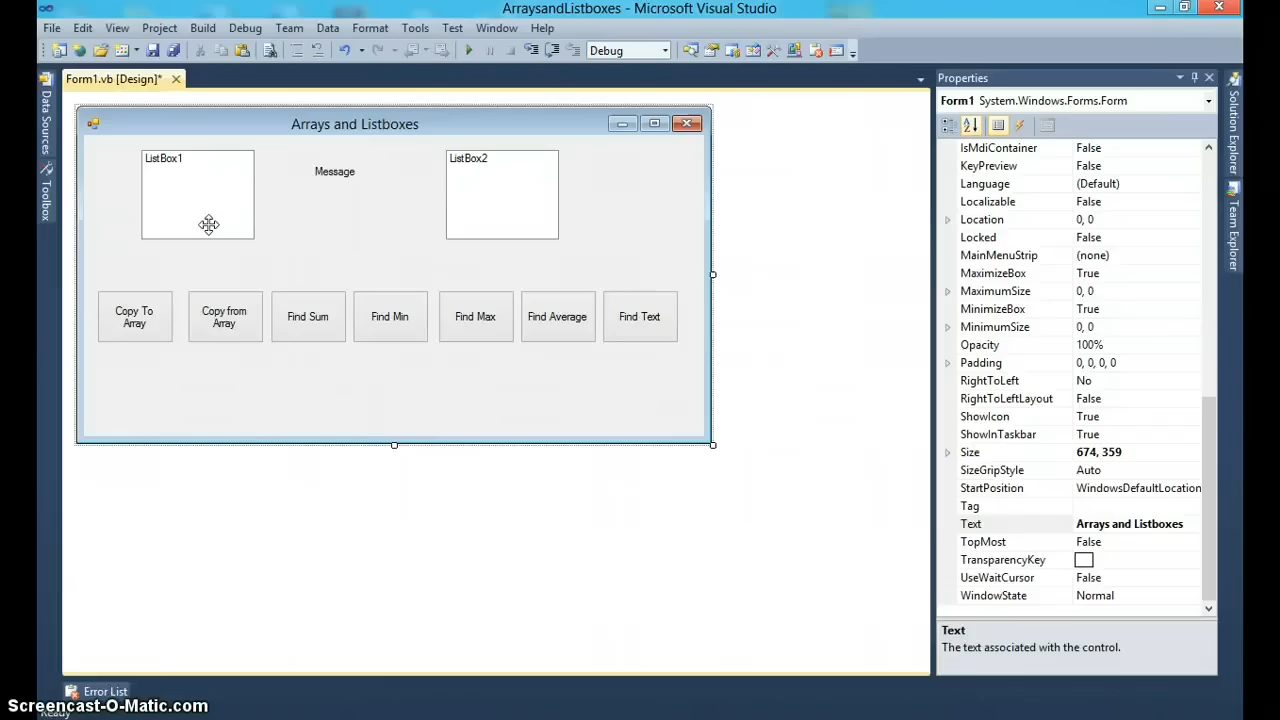 ArraysandListboxes - Microsoft Visual Studio
File Edit View Project Build Debug Team Data Format Tools Test Window Help
Debug
Form1.vb [Design]*
Data Sources
Toolbox
Arrays and Listboxes
ListBox1
Message
ListBox2
Copy To
Array
Copy from
Array
Find Sum
Find Min
Find Max
Find Average
Find Text
Properties
Form1 System.Windows.Forms.Form
IsMdiContainer False
KeyPreview False
Language (Default)
Localizable False
Location 0, 0
Locked False
MainMenuStrip (none)
MaximizeBox True
MaximumSize 0, 0
MinimizeBox True
MinimumSize 0, 0
Opacity 100%
Padding 0, 0, 0, 0
RightToLeft No
RightToLeftLayout False
ShowIcon True
ShowInTaskbar True
Size 674, 359
SizeGripStyle Auto
StartPosition WindowsDefaultLocation
Tag
Text Arrays and Listboxes
TopMost False
TransparencyKey
UseWaitCursor False
WindowState Normal
Text
The text associated with the control.
Solution Explorer
Team Explorer
Error List
Ready
Screencast-O-Matic.com